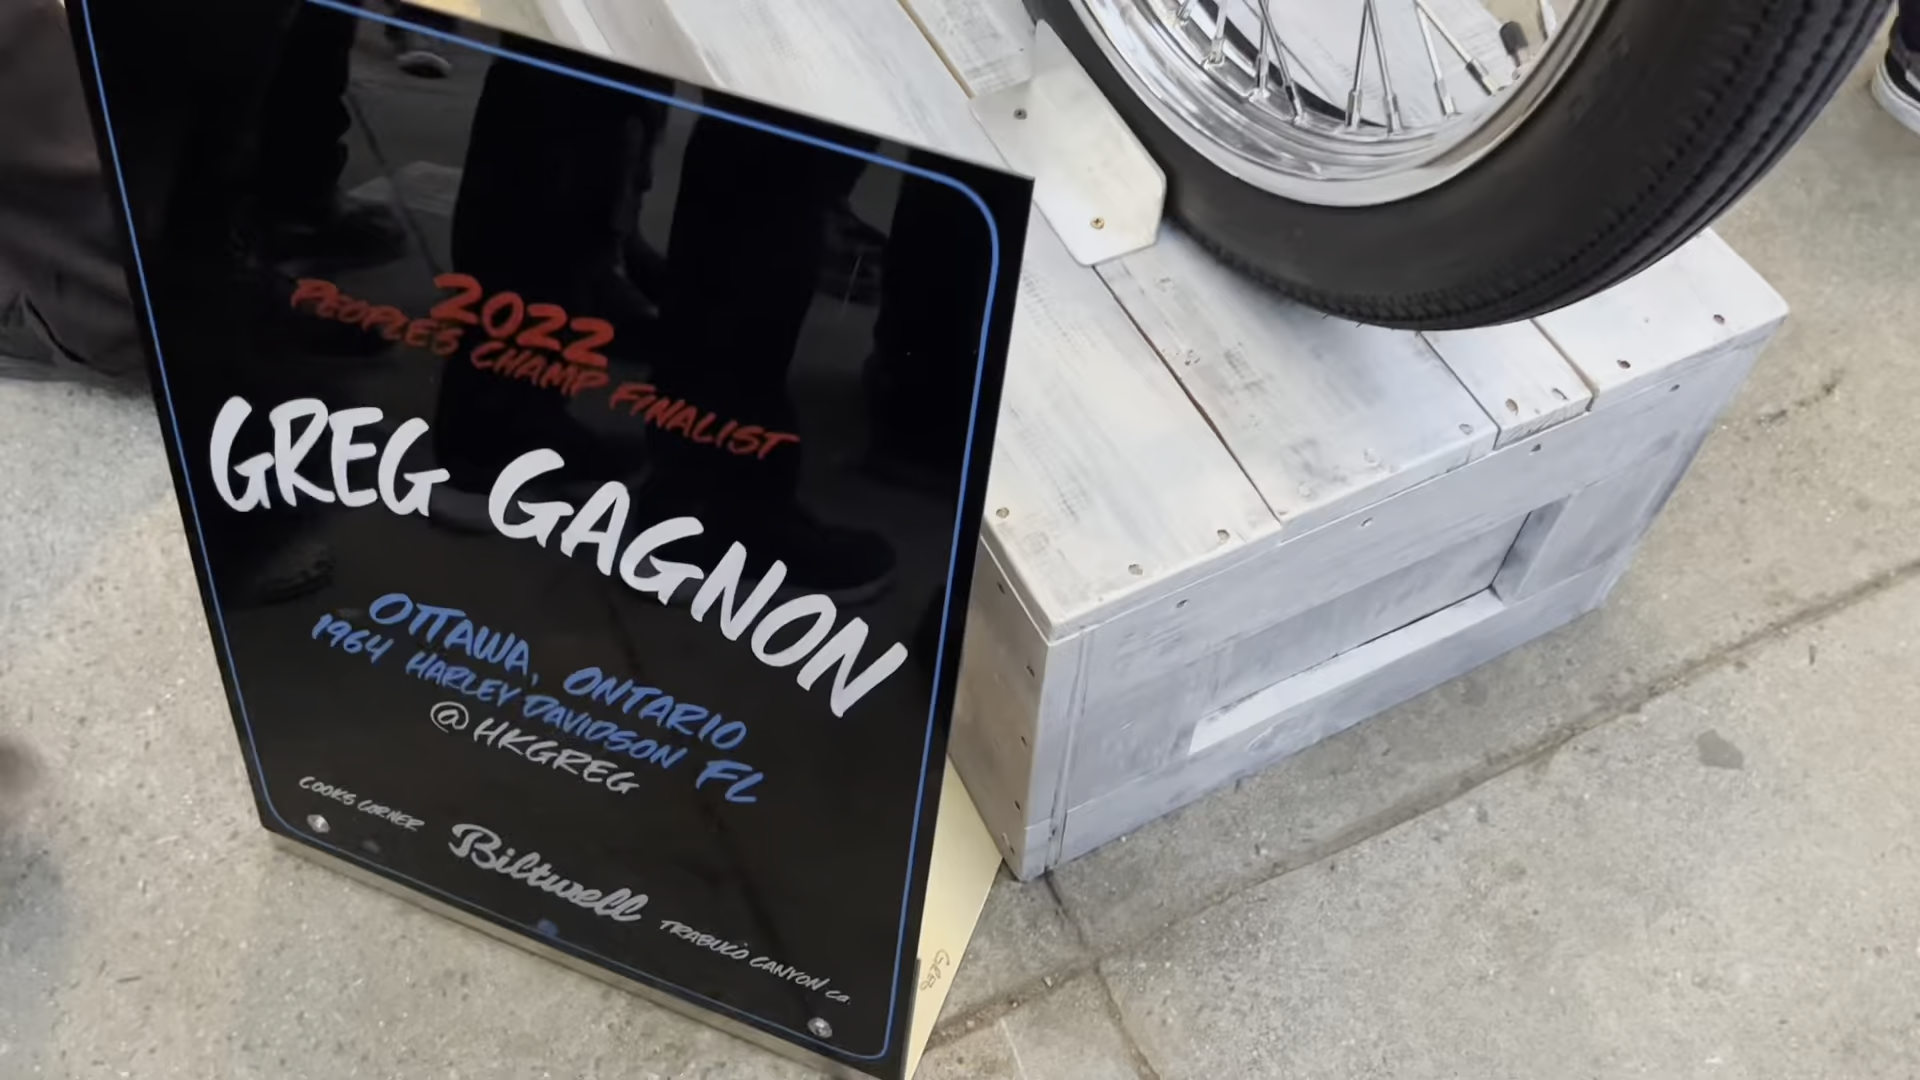 2022
PEOPLE'S CHAMP FINALIST
GREG GAGNON
OTTAWA, ONTARIO
1964 HARLEY-DAVIDSON FL
@HKGREG
COOKS CORNER
Biltwell
TRABUCO CANYON Ca.
GREG